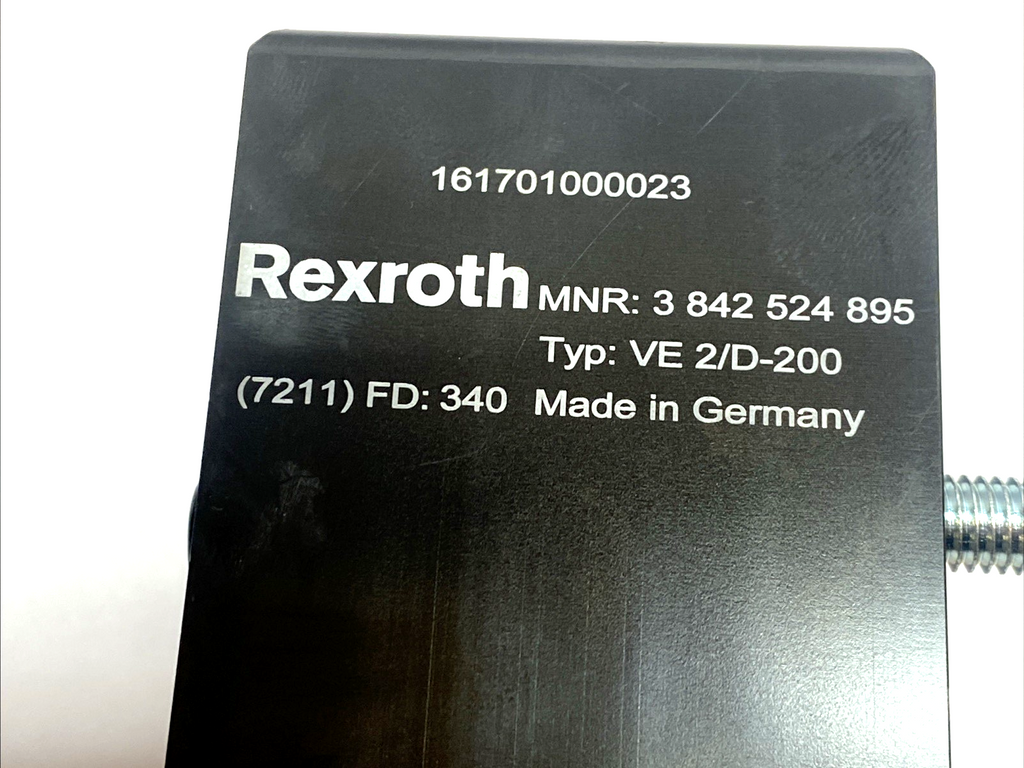 161701000023
Rexroth MNR: 3 842 524 895
Typ: VE 2/D-200
(7211) FD: 340 Made in Germany